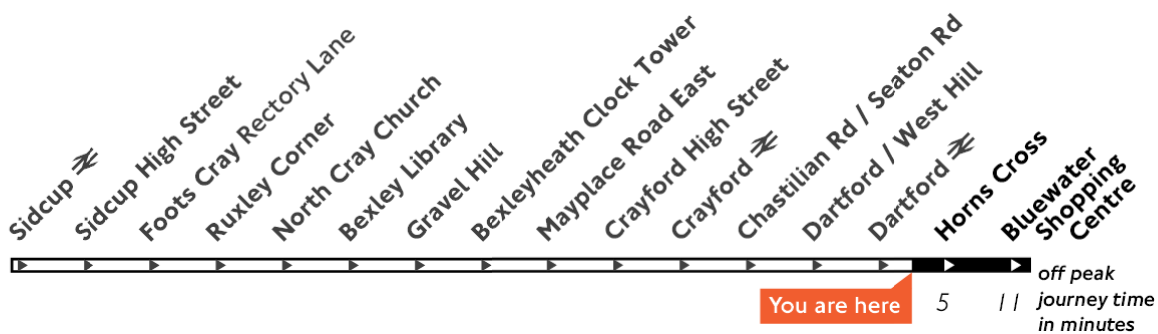 Sidcup
Sidcup High Street
Foots Cray Rectory Lane
Ruxley Corner
North Cray Church
Bexley Library
Gravel Hill
Bexleyheath Clock Tower
Mayplace Road East
Crayford High Street
Crayford
Chastilian Rd / Seaton Rd
Dartford / West Hill
Dartford
Horns Cross
Bluewater
Shopping
Centre
You are here
5
11
off peak
journey time
in minutes